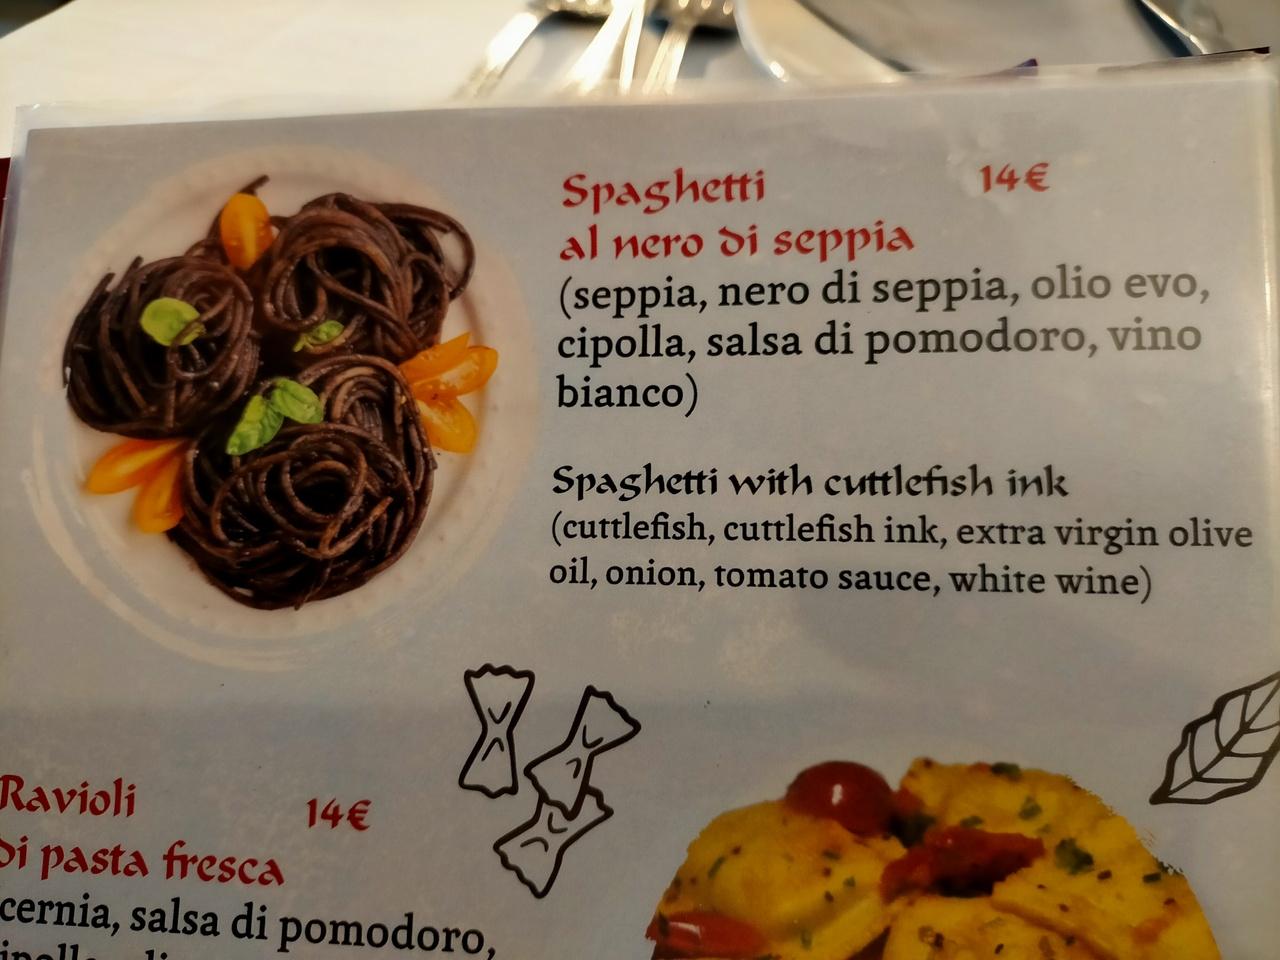 Spaghetti 14€
al nero di seppia
(seppia, nero di seppia, olio evo,
cipolla, salsa di pomodoro, vino
bianco)
Spaghetti with cuttlefish ink
(cuttlefish, cuttlefish ink, extra virgin olive
oil, onion, tomato sauce, white wine)
Ravioli 14€
di pasta fresca
cernia, salsa di pomodoro,